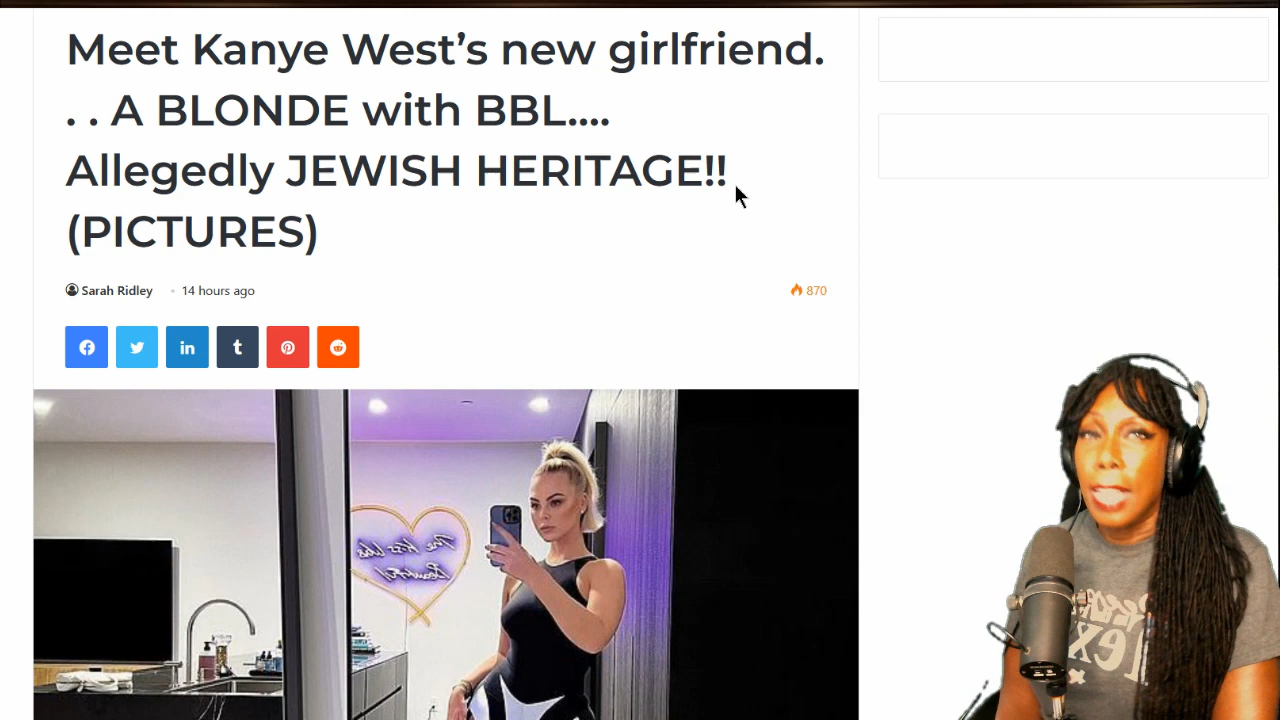 Meet Kanye West’s new girlfriend.
. . A BLONDE with BBL....
Allegedly JEWISH HERITAGE!!
(PICTURES)
Sarah Ridley
14 hours ago
870